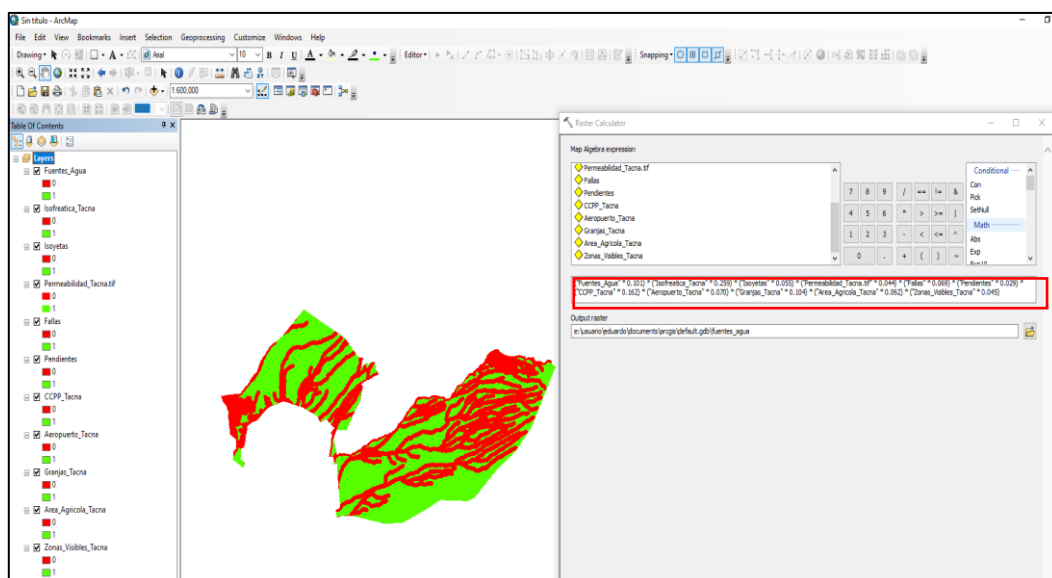 Sin título - ArcMap
File Edit View Bookmarks Insert Selection Geoprocessing Customize Windows Help
Drawing
A
Arial
10
B I U A
Editor
Snapping
1:600,000
Table Of Contents
Layers
Fuentes_Agua
0
1
Isofreatica_Tacna
0
1
Isoyetas
0
1
Permeabilidad_Tacna.tif
0
1
Fallas
0
1
Pendientes
0
1
CCPP_Tacna
0
1
Aeropuerto_Tacna
0
1
Granjas_Tacna
0
1
Area_Agricola_Tacna
0
1
Zonas_Visibles_Tacna
0
1
Raster Calculator
Map Algebra expression
Permeabilidad_Tacna.tif
Fallas
Pendientes
CCPP_Tacna
Aeropuerto_Tacna
Granjas_Tacna
Area_Agricola_Tacna
Zonas_Visibles_Tacna
7 8 9 / == != &
4 5 6 * > >= |
1 2 3 - < <= ^
0 . + ( ) ~
Conditional
Con
Pick
SetNull
Math
Abs
Exp
Exp10
("Fuentes_Agua" * 0.101) * ("Isofreatica_Tacna" * 0.259) * ("Isoyetas" * 0.055) * ("Permeabilidad_Tacna.tif" * 0.044) * ("Fallas" * 0.069) * ("Pendientes" * 0.029) *
("CCPP_Tacna" * 0.162) * ("Aeropuerto_Tacna" * 0.070) * ("Granjas_Tacna" * 0.104) * ("Area_Agricola_Tacna" * 0.062) * ("Zonas_Visibles_Tacna" * 0.045)
Output raster
e:\usuario\eduardo\documents\arcgis\default.gdb\fuentes_agua